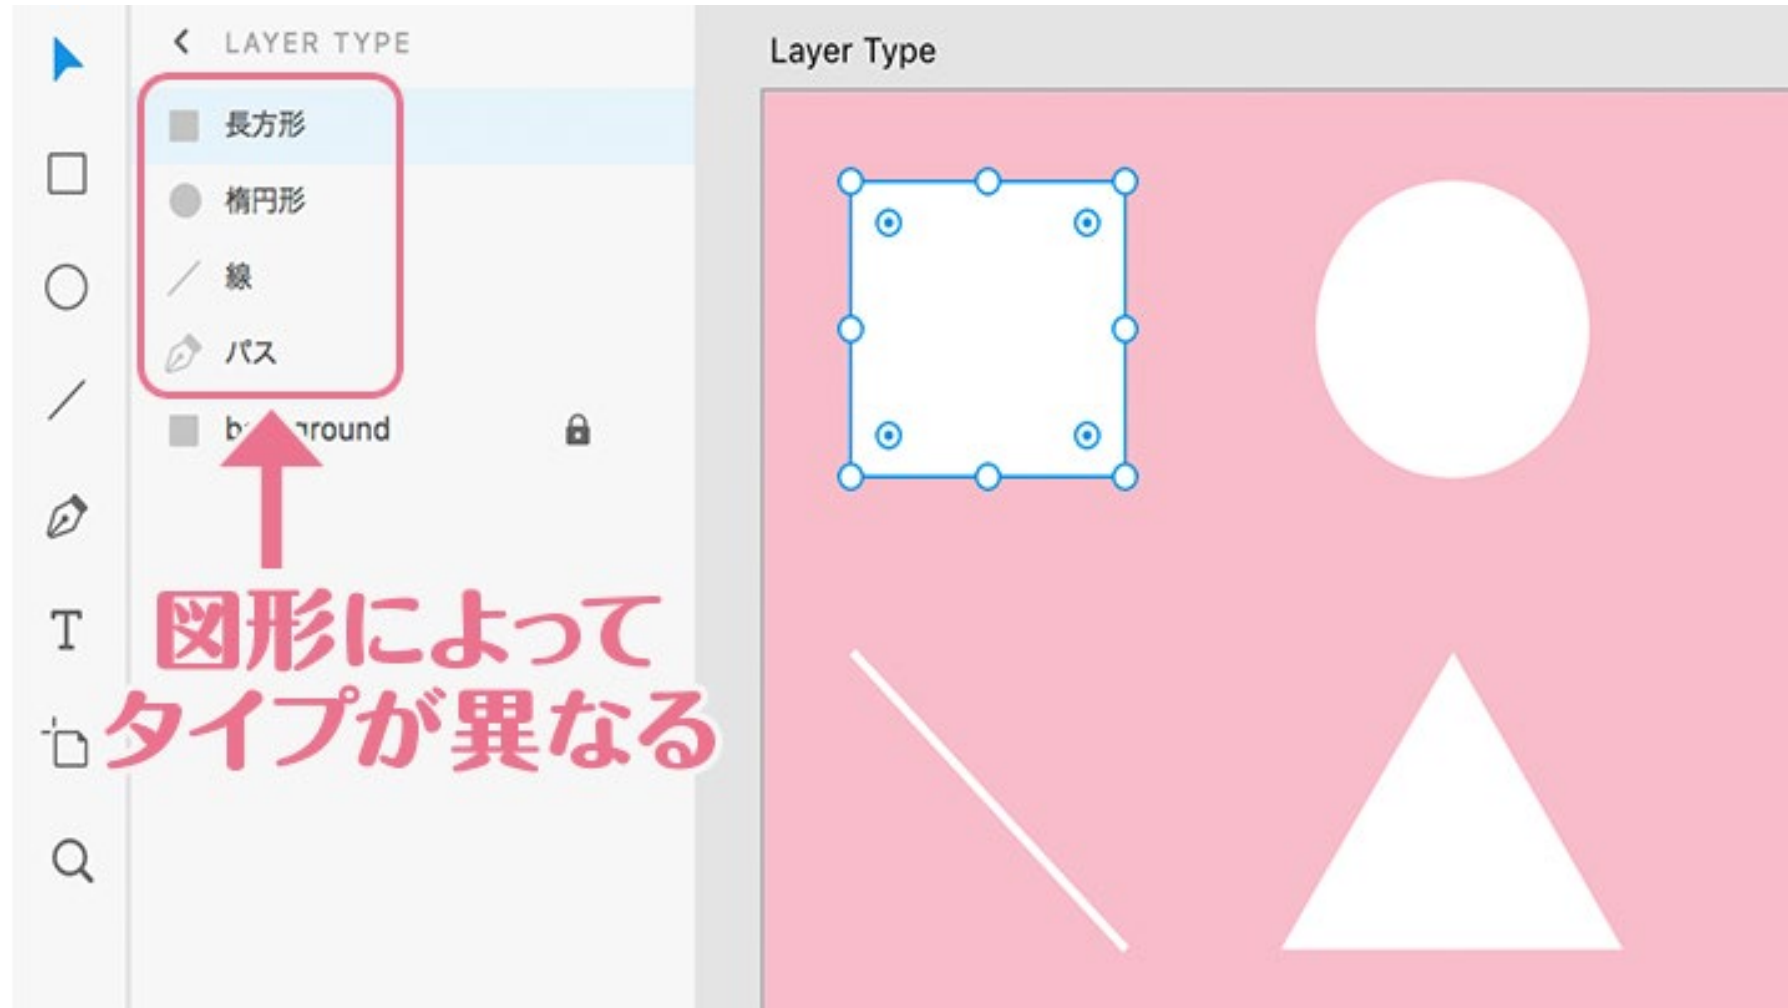 LAYER TYPE
長方形
楕円形
線
パス
Layer Type
図形によって
タイプが異なる